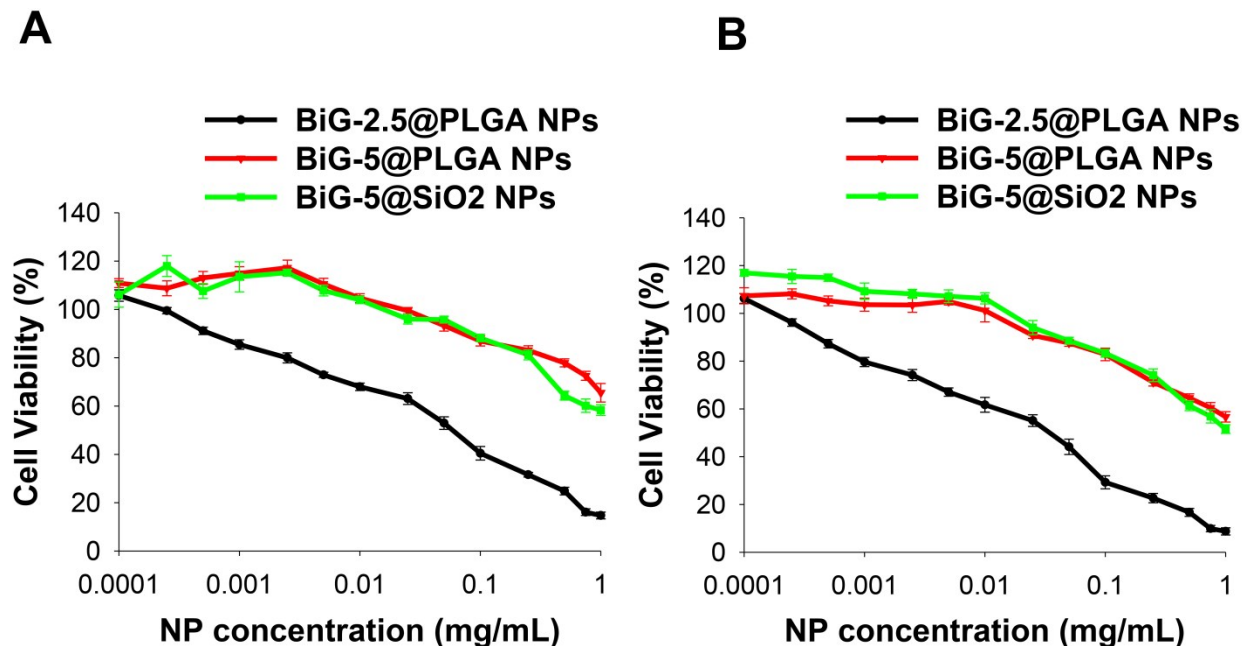 A
BiG-2.5@PLGA NPs
BiG-5@PLGA NPs
BiG-5@SiO2 NPs
Cell Viability (%)
140
120
100
80
60
40
20
0
0.0001
0.001
0.01
0.1
1
NP concentration (mg/mL)
B
BiG-2.5@PLGA NPs
BiG-5@PLGA NPs
BiG-5@SiO2 NPs
Cell Viability (%)
140
120
100
80
60
40
20
0
0.0001
0.001
0.01
0.1
1
NP concentration (mg/mL)